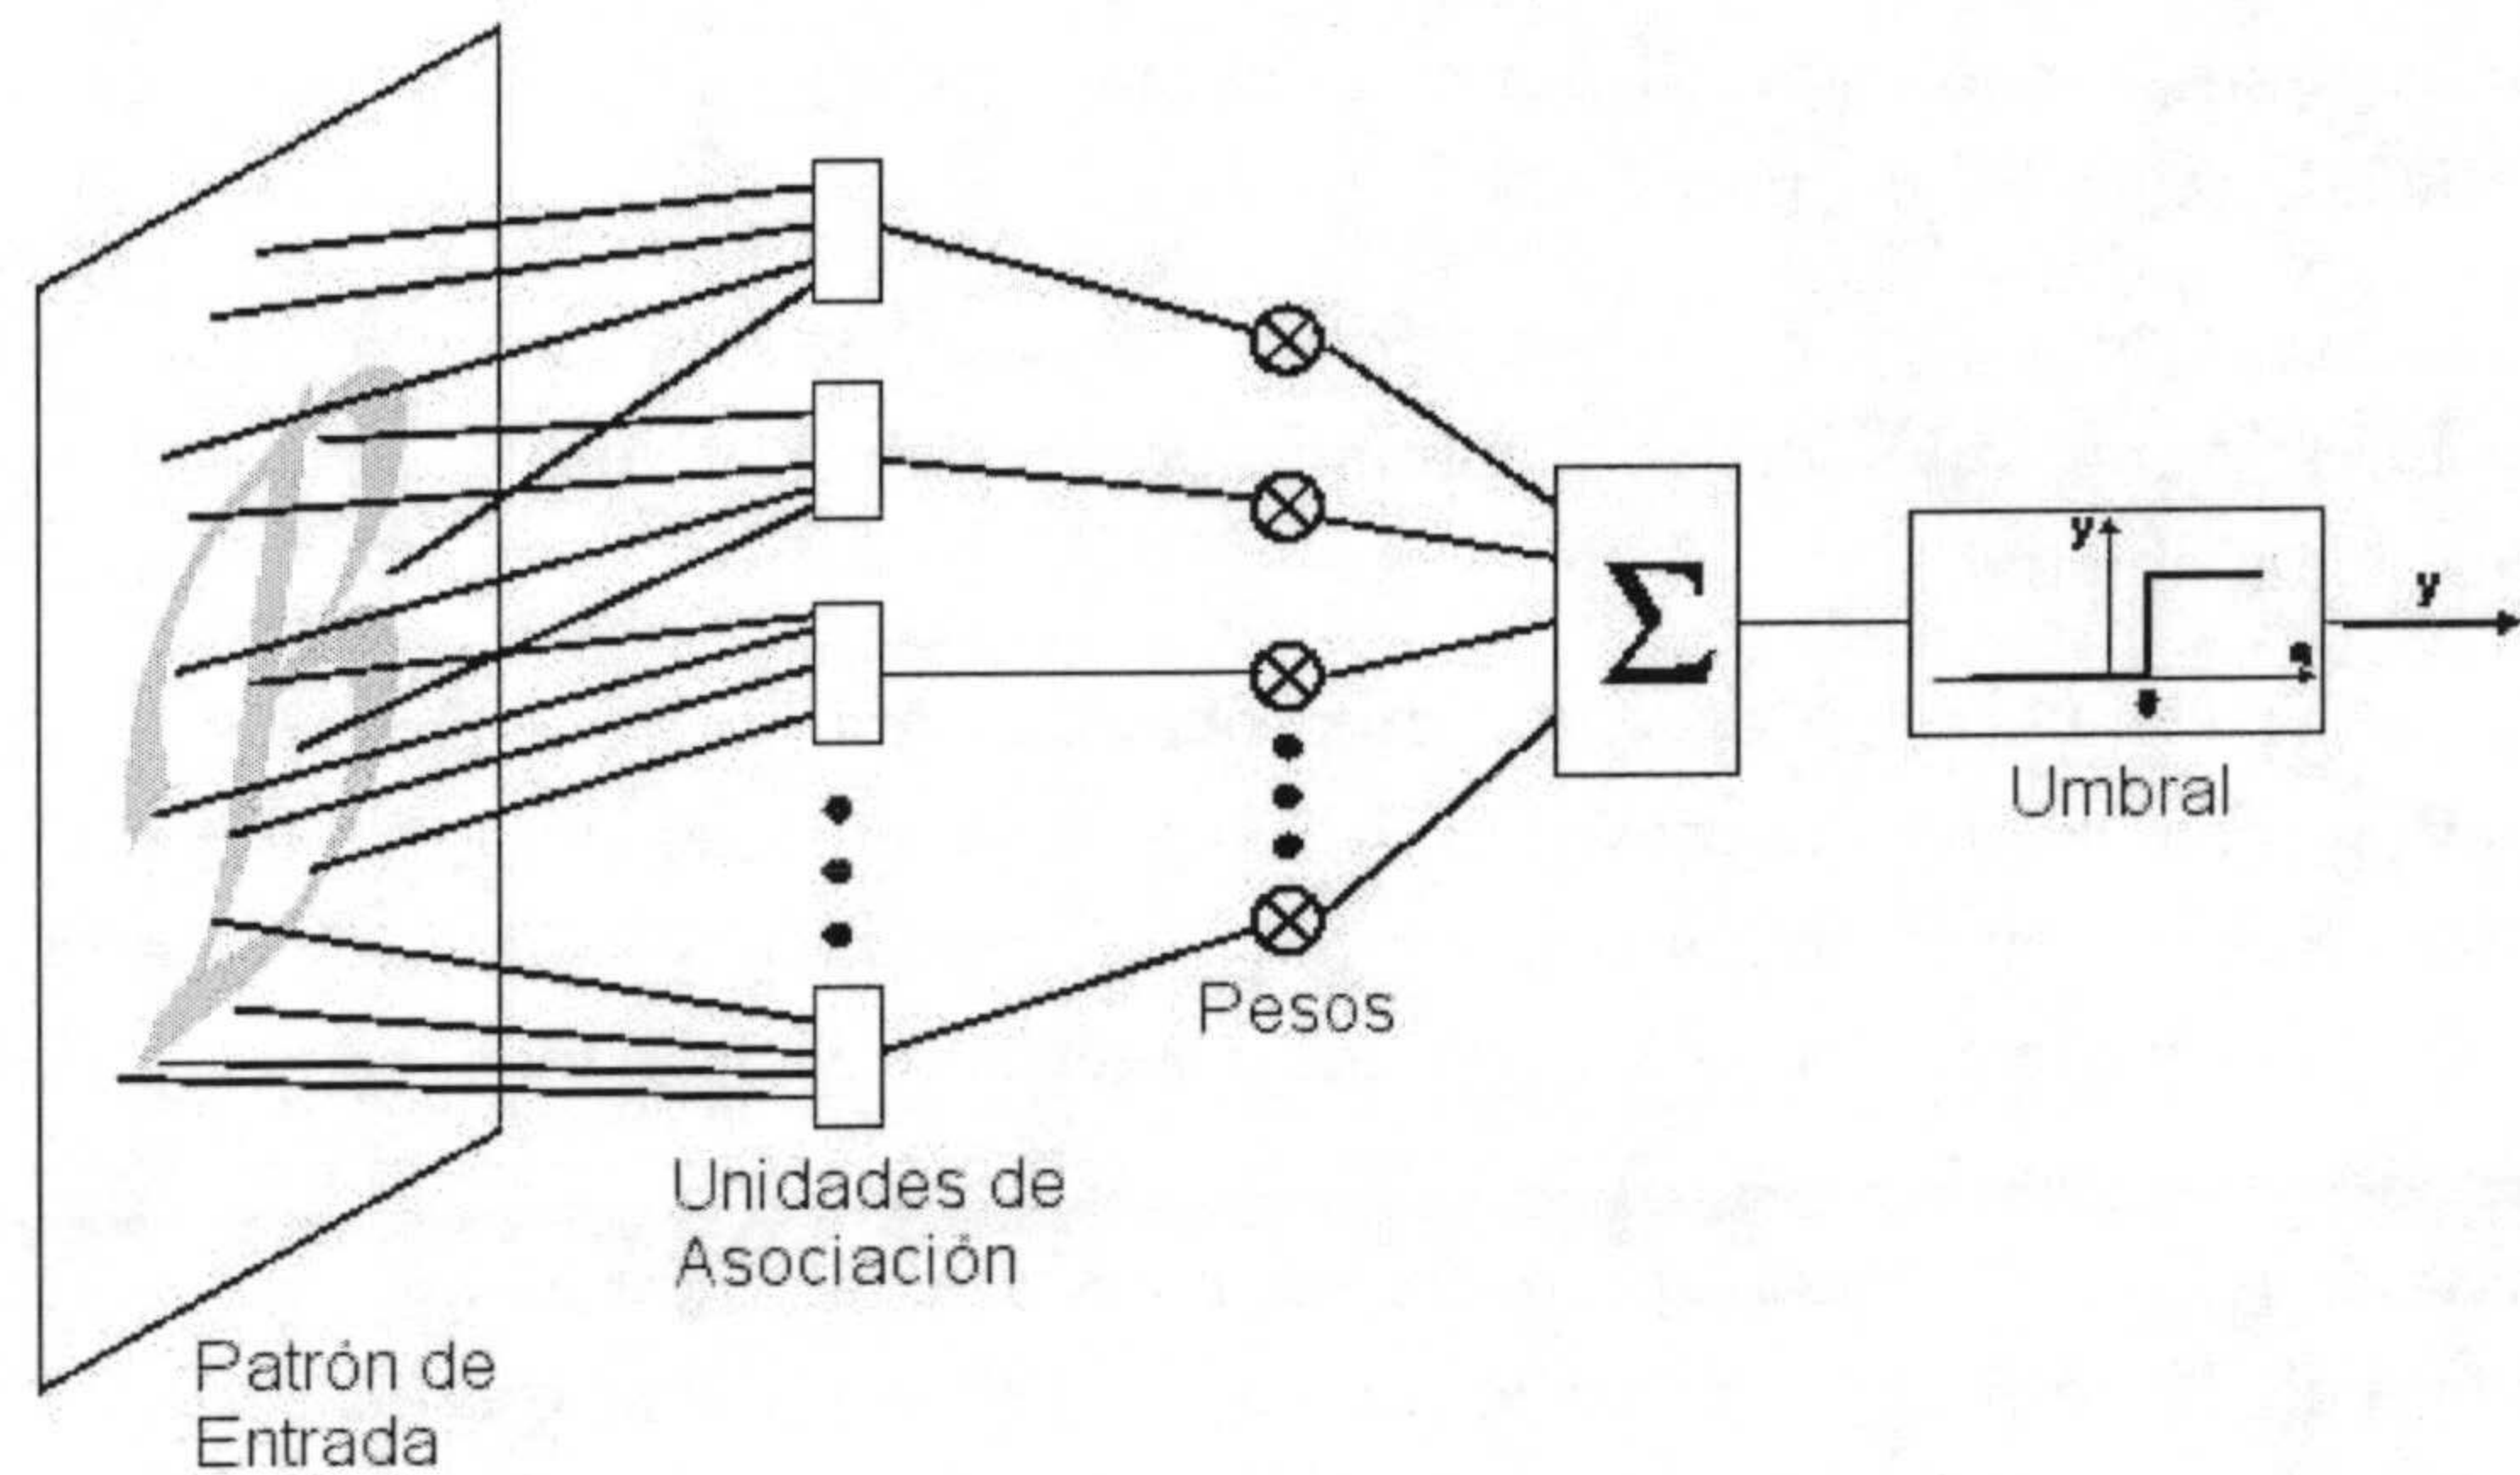 Patrón de
Entrada
Unidades de
Asociación
Pesos
Σ
y
Umbral
y